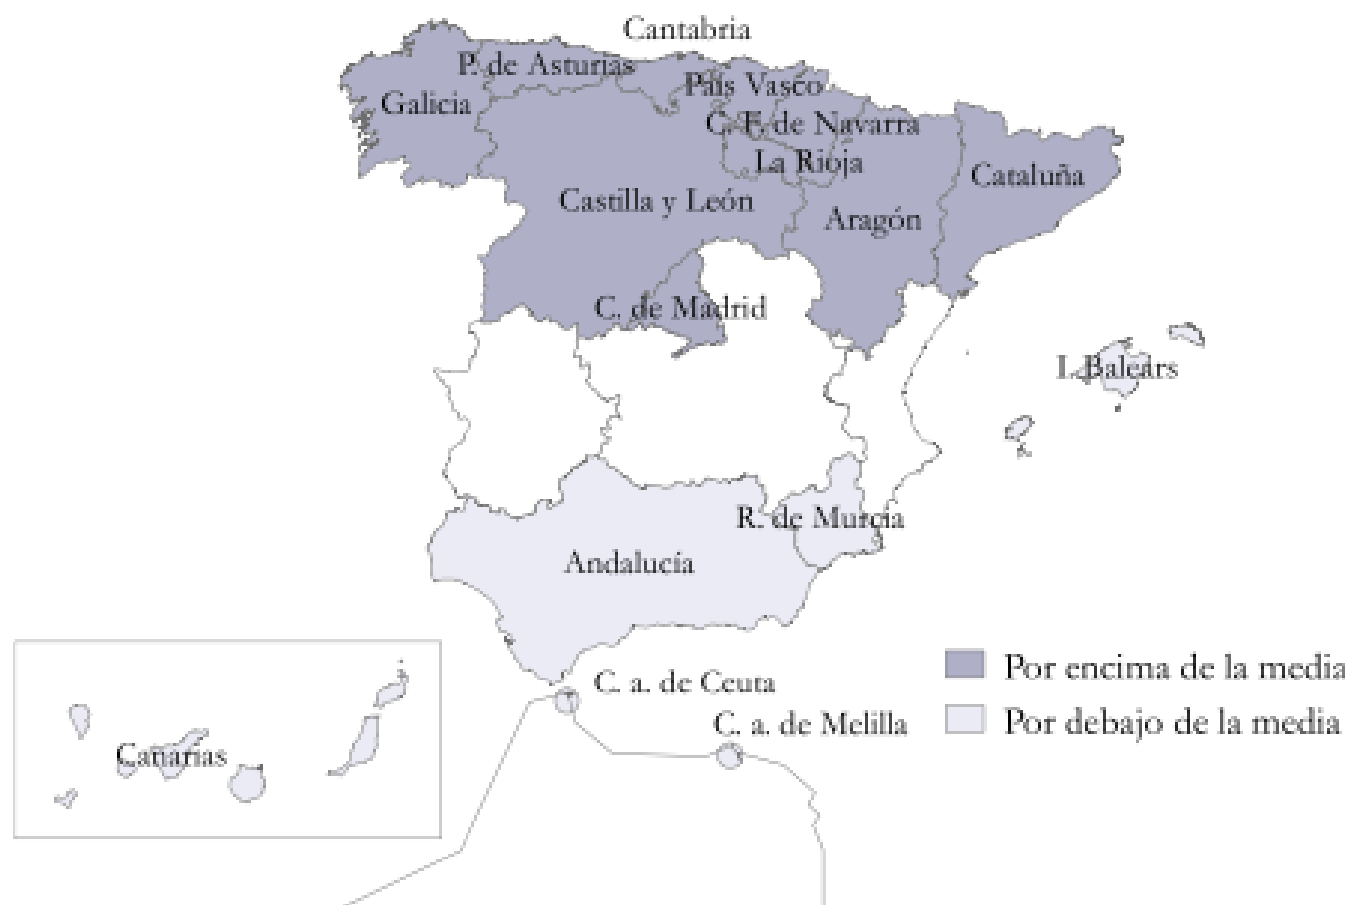 Cantabria
P. de Asturias
País Vasco
Galicia
C. F. de Navarra
La Rioja
Cataluña
Castilla y León
Aragón
C. de Madrid
I. Balears
R. de Murcia
Andalucía
Por encima de la media
C. a. de Ceuta
Por debajo de la media
C. a. de Melilla
Canarias